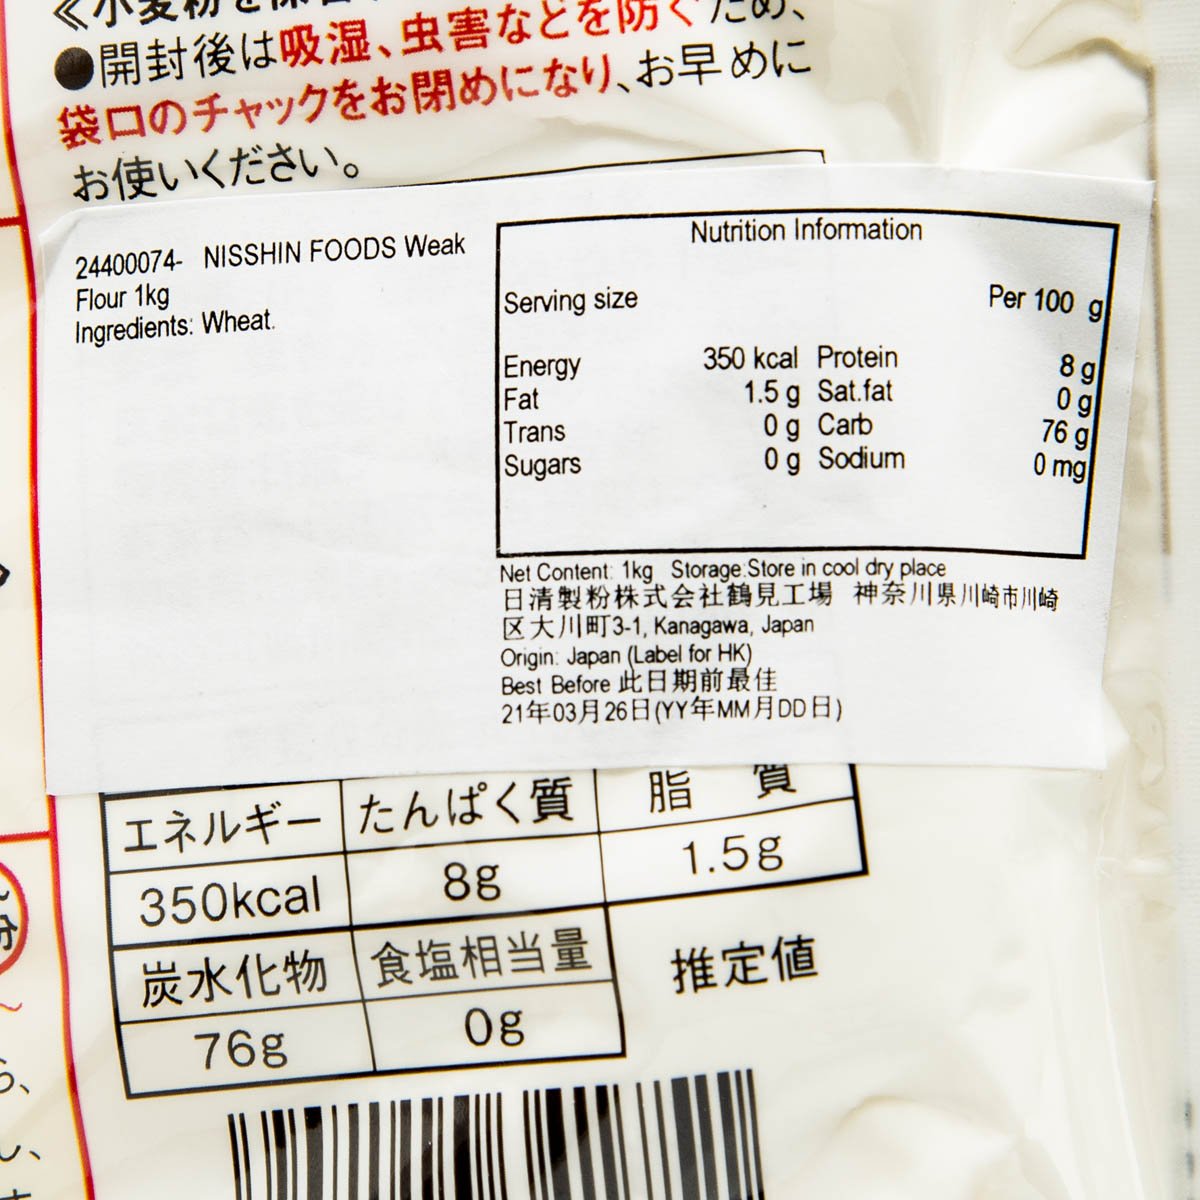 《小麦粉を保
●開封後は吸湿、虫害などを防ぐため、
袋口のチャックをお閉めになり、お早めに
お使いください。
24400074- NISSHIN FOODS Weak
Flour 1kg
Ingredients: Wheat.
Nutrition Information
Serving size Per 100 g
Energy 350 kcal Protein 8 g
Fat 1.5 g Sat.fat 0 g
Trans 0 g Carb 76 g
Sugars 0 g Sodium 0 mg
Net Content: 1kg Storage:Store in cool dry place
日清製粉株式会社鶴見工場 神奈川県川崎市川崎
区大川町3-1, Kanagawa, Japan
Origin: Japan (Label for HK)
Best Before 此日期前最佳
21年03月26日(YY年MM月DD日)
エネルギー たんぱく質 脂質
350kcal 8g 1.5g
炭水化物 食塩相当量 推定値
76g 0g